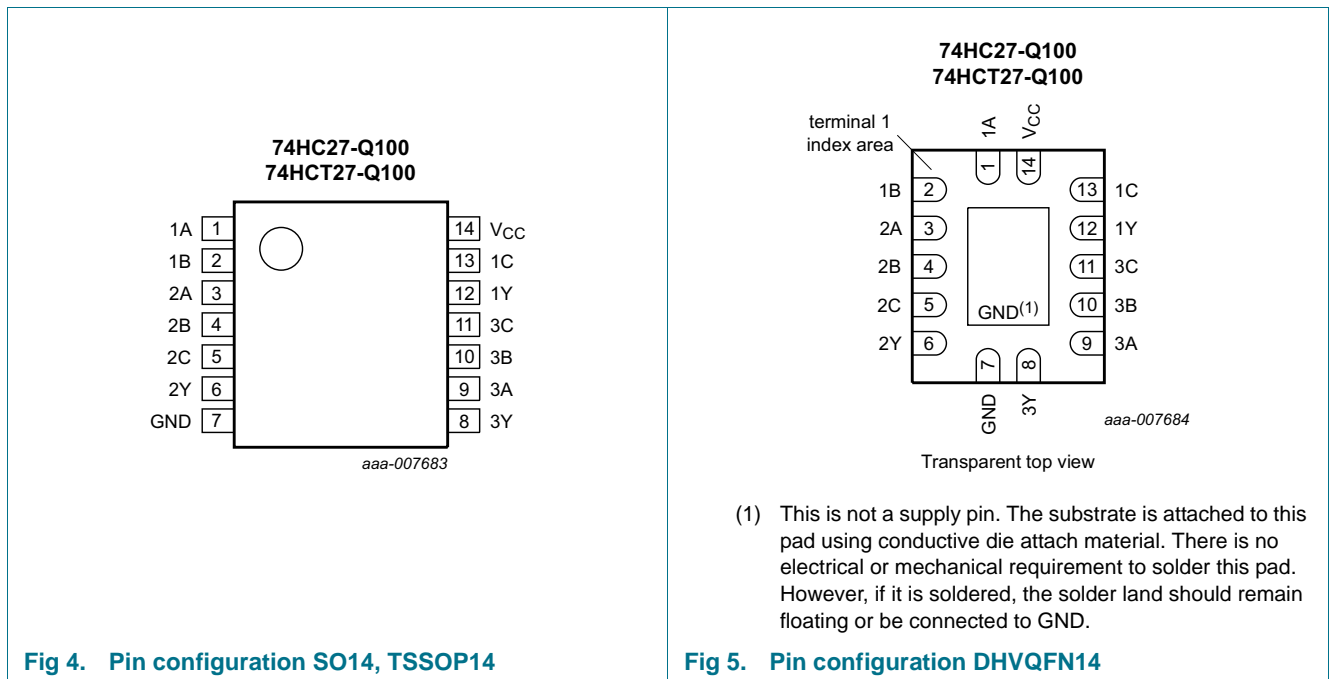 74HC27-Q100
74HCT27-Q100
1A 1
1B 2
2A 3
2B 4
2C 5
2Y 6
GND 7
14 VCC
13 1C
12 1Y
11 3C
10 3B
9 3A
8 3Y
aaa-007683
Fig 4. Pin configuration SO14, TSSOP14
74HC27-Q100
74HCT27-Q100
terminal 1
index area
1A
VCC
1
14
1B 2
2A 3
2B 4
2C 5
2Y 6
13 1C
12 1Y
11 3C
10 3B
9 3A
GND(1)
7
8
GND
3Y
aaa-007684
Transparent top view
(1) This is not a supply pin. The substrate is attached to this
pad using conductive die attach material. There is no
electrical or mechanical requirement to solder this pad.
However, if it is soldered, the solder land should remain
floating or be connected to GND.
Fig 5. Pin configuration DHVQFN14